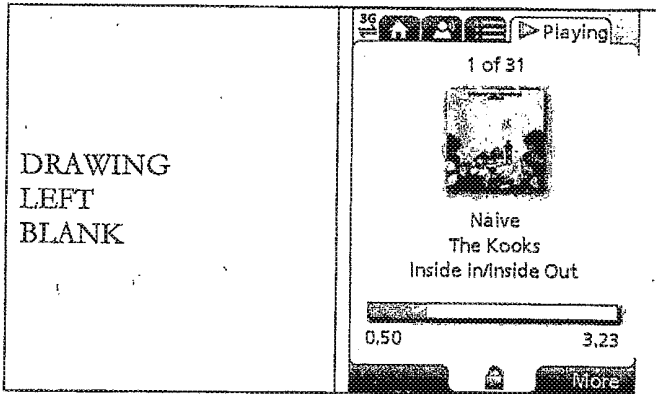 DRAWING
LEFT
BLANK
3G
Playing
1 of 31
Naïve
The Kooks
Inside in/Inside Out
0.50 3.23
More